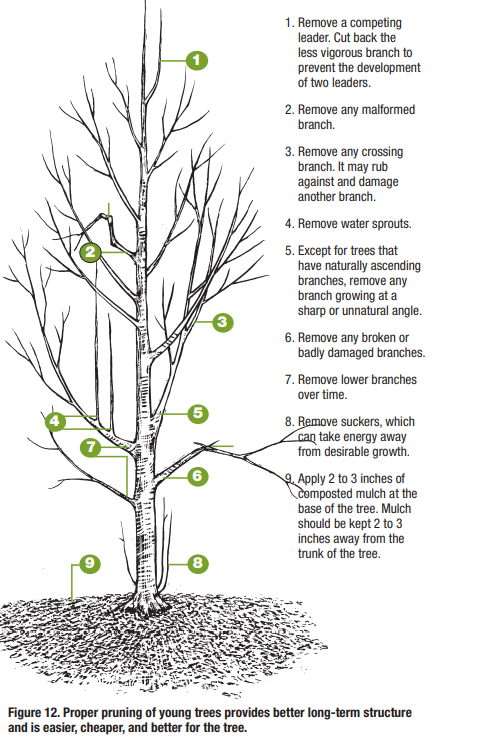 1. Remove a competing
leader. Cut back the
less vigorous branch to
prevent the development
of two leaders.
2. Remove any malformed
branch.
3. Remove any crossing
branch. It may rub
against and damage
another branch.
4. Remove water sprouts.
5. Except for trees that
have naturally ascending
branches, remove any
branch growing at a
sharp or unnatural angle.
6. Remove any broken or
badly damaged branches.
7. Remove lower branches
over time.
8. Remove suckers, which
can take energy away
from desirable growth.
9. Apply 2 to 3 inches of
composted mulch at the
base of the tree. Mulch
should be kept 2 to 3
inches away from the
trunk of the tree.
1
2
3
4
5
7
6
9
8
Figure 12. Proper pruning of young trees provides better long-term structure
and is easier, cheaper, and better for the tree.